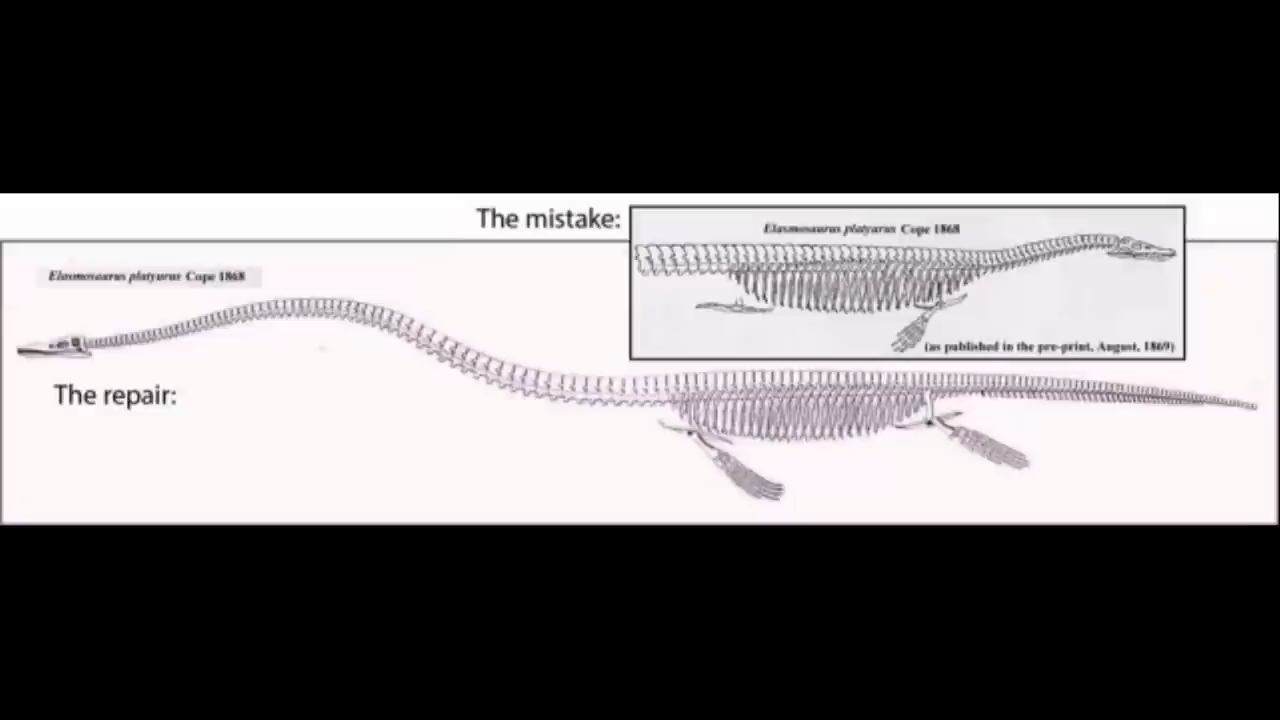 The mistake:
Elasmosaurus platyurus Cope 1868
(as published in the pre-print, August, 1869)
Elasmosaurus platyurus Cope 1868
The repair: